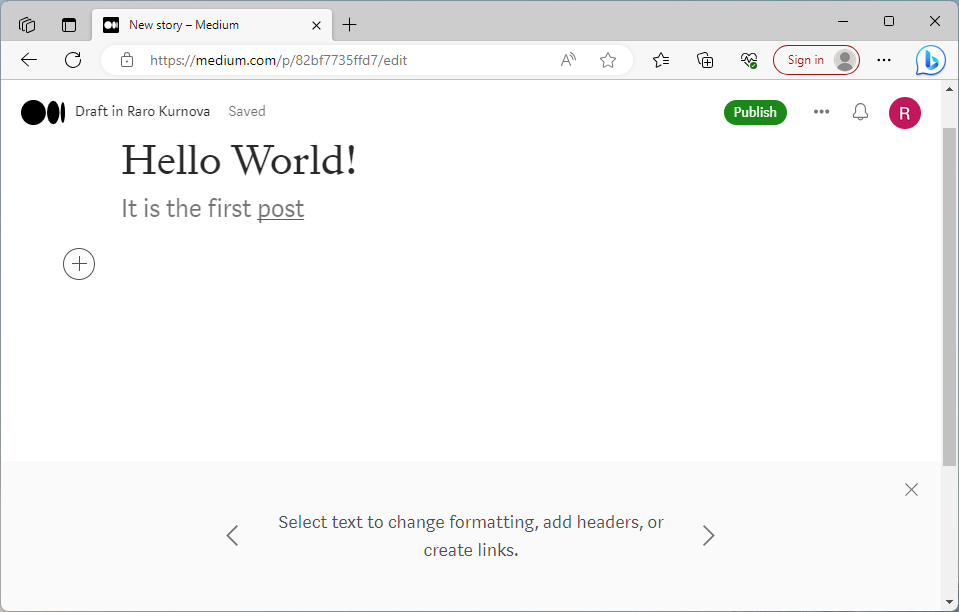 New story – Medium
https://medium.com/p/82bf7735ffd7/edit
Sign in
Draft in Raro Kurnova Saved
Publish
R
Hello World!
It is the first post
Select text to change formatting, add headers, or
create links.